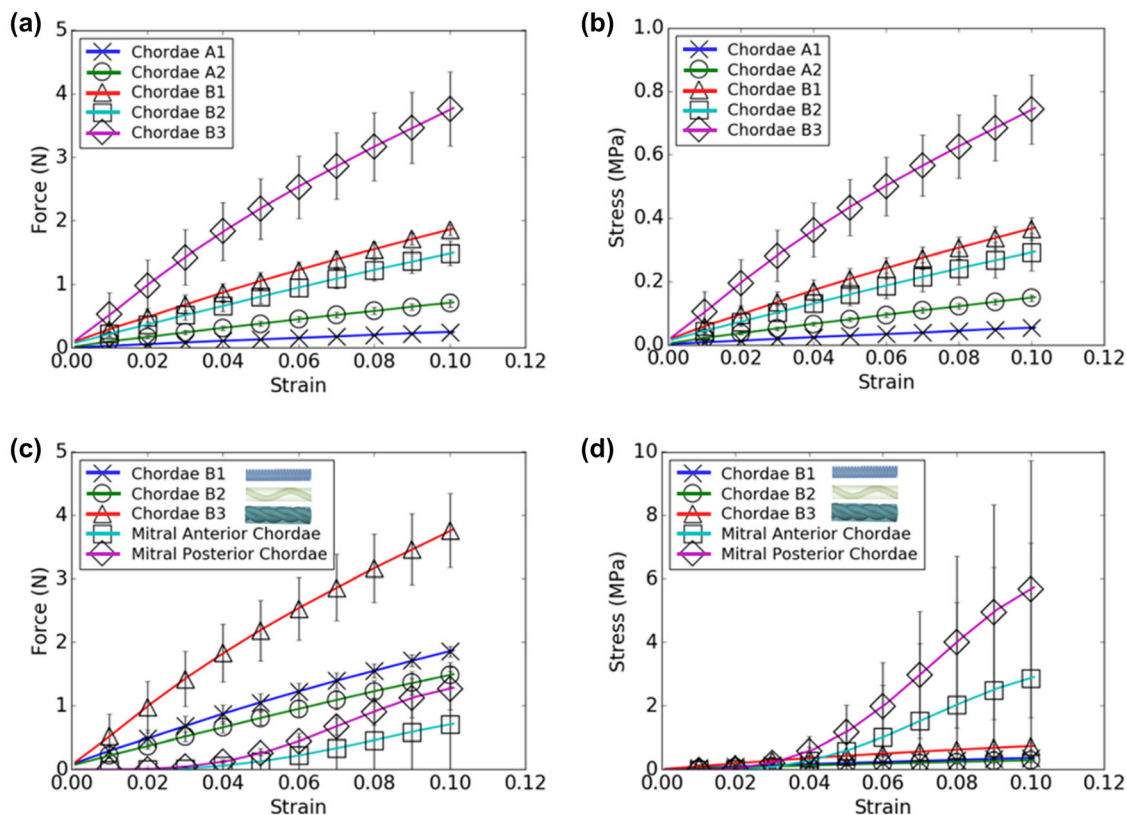 (a)
5
4
3
2
1
0
Force (N)
Chordae A1
Chordae A2
Chordae B1
Chordae B2
Chordae B3
0.00 0.02 0.04 0.06 0.08 0.10 0.12
Strain
(b)
1.0
0.8
0.6
0.4
0.2
0.0
Stress (MPa)
Chordae A1
Chordae A2
Chordae B1
Chordae B2
Chordae B3
0.00 0.02 0.04 0.06 0.08 0.10 0.12
Strain
(c)
5
4
3
2
1
0
Force (N)
Chordae B1
Chordae B2
Chordae B3
Mitral Anterior Chordae
Mitral Posterior Chordae
0.00 0.02 0.04 0.06 0.08 0.10 0.12
Strain
(d)
10
8
6
4
2
0
Stress (MPa)
Chordae B1
Chordae B2
Chordae B3
Mitral Anterior Chordae
Mitral Posterior Chordae
0.00 0.02 0.04 0.06 0.08 0.10 0.12
Strain